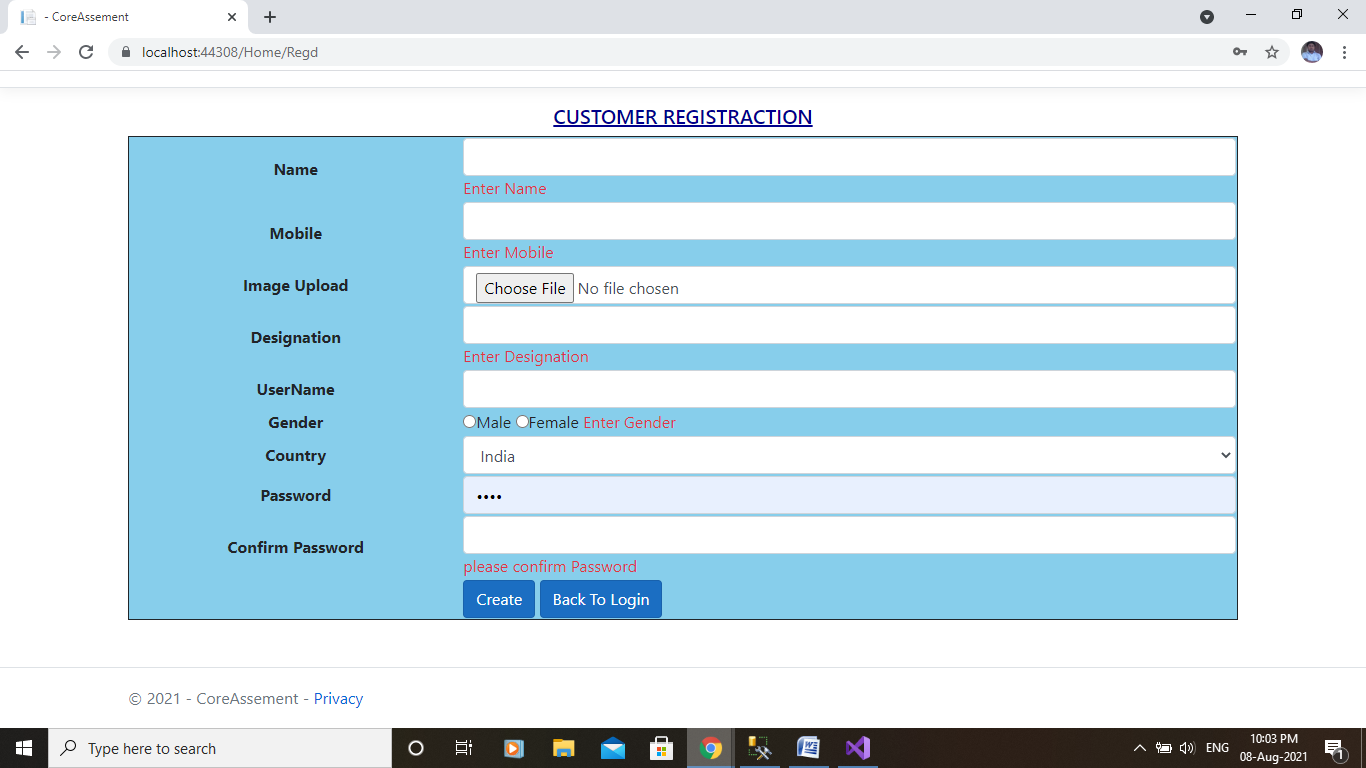 - CoreAssement
localhost:44308/Home/Regd
CUSTOMER REGISTRACTION
Name
Enter Name
Mobile
Enter Mobile
Image Upload Choose File No file chosen
Designation
Enter Designation
UserName
Gender Male Female Enter Gender
Country India
Password ••••
Confirm Password
please confirm Password
Create Back To Login
© 2021 - CoreAssement - Privacy
Type here to search
ENG
10:03 PM
08-Aug-2021
1